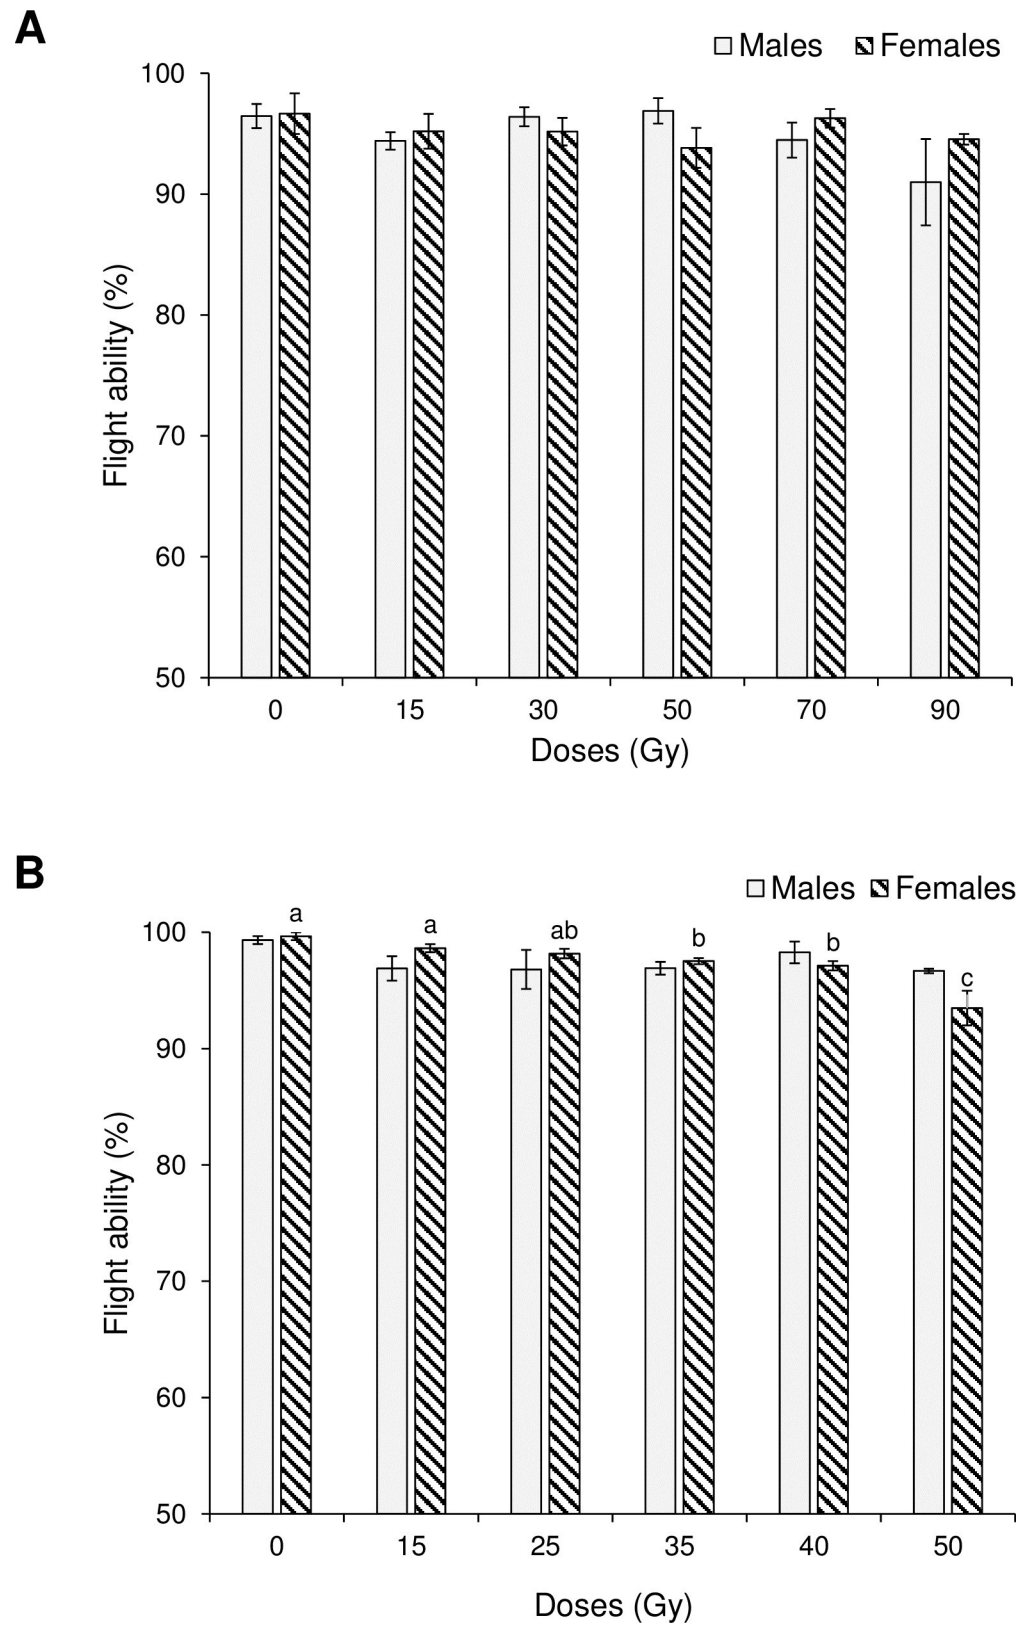 A
Males Females
100
90
80
70
60
50
Flight ability (%)
0 15 30 50 70 90
Doses (Gy)
B
Males Females
a a ab b b c
100
90
80
70
60
50
Flight ability (%)
0 15 25 35 40 50
Doses (Gy)